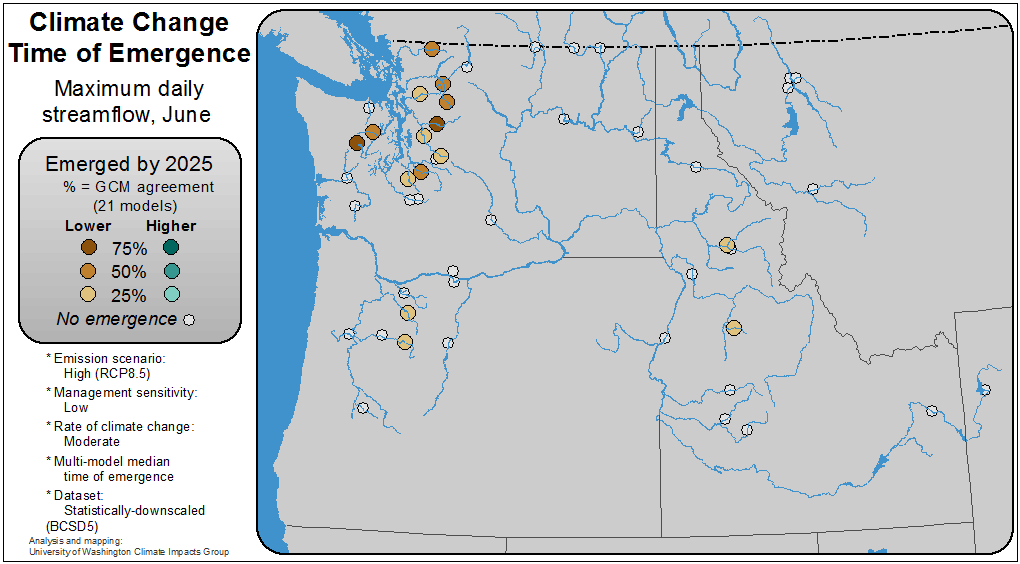 Climate Change
Time of Emergence
Maximum daily
streamflow, June
Emerged by 2025
% = GCM agreement
(21 models)
Lower Higher
75%
50%
25%
No emergence
* Emission scenario:
High (RCP8.5)
* Management sensitivity:
Low
* Rate of climate change:
Moderate
* Multi-model median
time of emergence
* Dataset:
Statistically-downscaled
(BCSD5)
Analysis and mapping:
University of Washington Climate Impacts Group